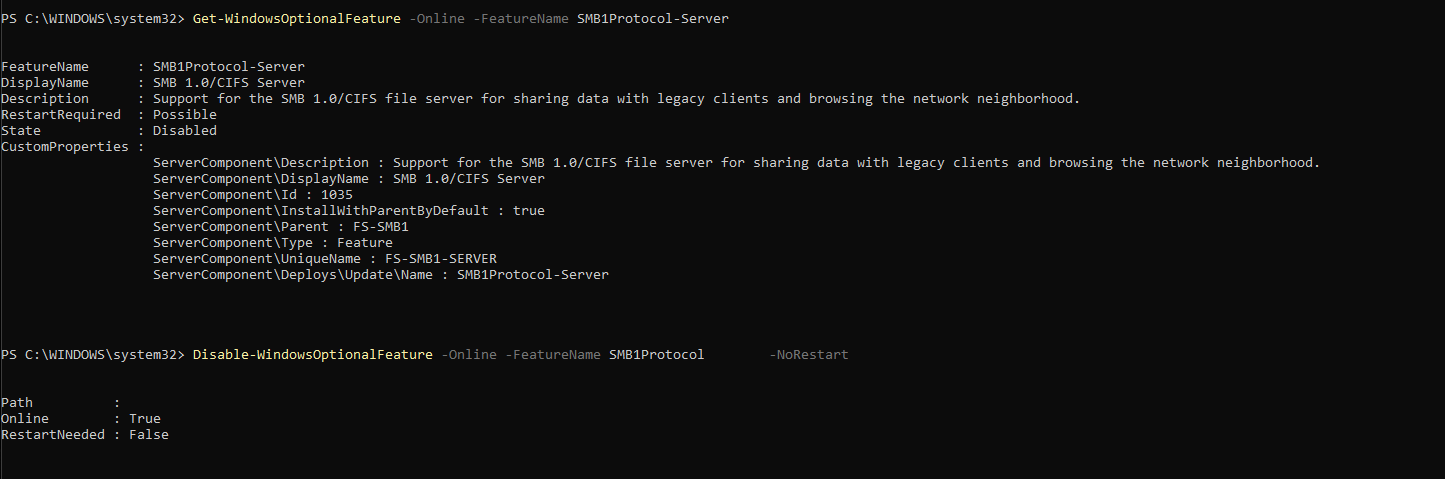 PS C:\WINDOWS\system32> Get-WindowsOptionalFeature -Online -FeatureName SMB1Protocol-Server
FeatureName      : SMB1Protocol-Server
DisplayName      : SMB 1.0/CIFS Server
Description      : Support for the SMB 1.0/CIFS file server for sharing data with legacy clients and browsing the network neighborhood.
RestartRequired  : Possible
State            : Disabled
CustomProperties :
                   ServerComponent\Description : Support for the SMB 1.0/CIFS file server for sharing data with legacy clients and browsing the network neighborhood.
                   ServerComponent\DisplayName : SMB 1.0/CIFS Server
                   ServerComponent\Id : 1035
                   ServerComponent\InstallWithParentByDefault : true
                   ServerComponent\Parent : FS-SMB1
                   ServerComponent\Type : Feature
                   ServerComponent\UniqueName : FS-SMB1-SERVER
                   ServerComponent\Deploys\Update\Name : SMB1Protocol-Server
PS C:\WINDOWS\system32> Disable-WindowsOptionalFeature -Online -FeatureName SMB1Protocol        -NoRestart
Path          :
Online        : True
RestartNeeded : False